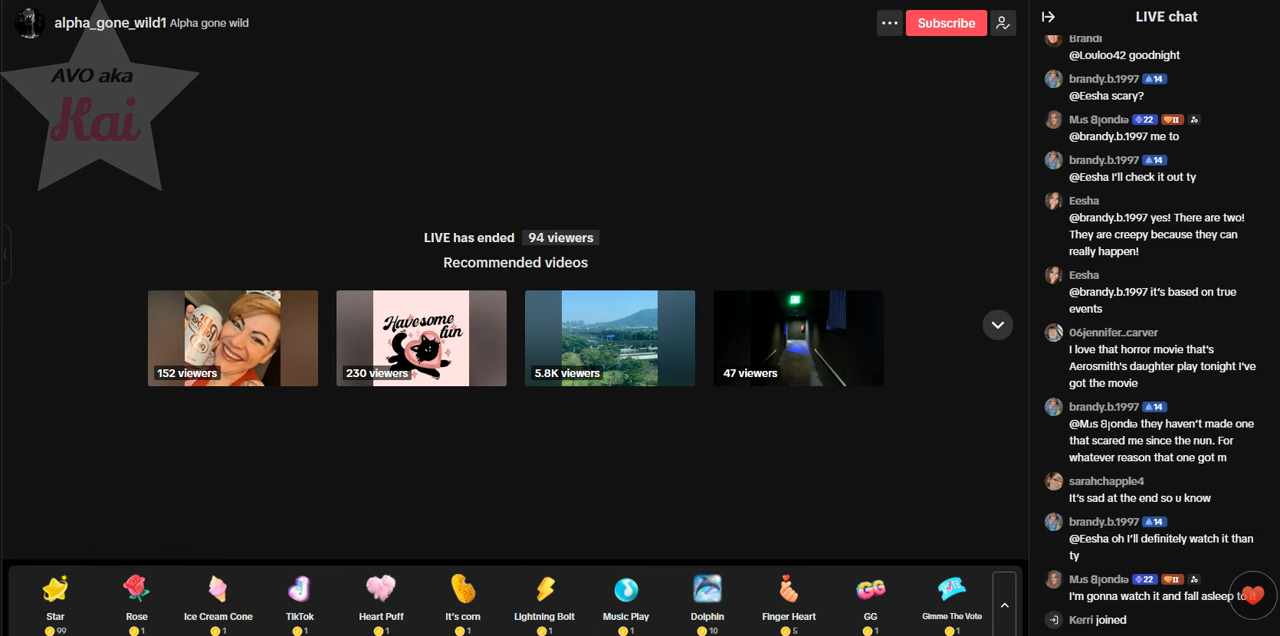 alpha_gone_wild1 Alpha gone wild
Subscribe
AVO aka
Kai
LIVE has ended 94 viewers
Recommended videos
152 viewers
Have some
fun
230 viewers
5.8K viewers
47 viewers
Star
Rose
Ice Cream Cone
TikTok
Heart Puff
It's corn
Lightning Bolt
Music Play
Dolphin
Finger Heart
GG
GG
Gimme The Vote
99
1
1
1
1
1
1
1
10
5
1
1
LIVE chat
Brandi
@Louloo42 goodnight
brandy.b.1997 14
@Eesha scary?
Mɹs 8ןondıǝ 22 II
@brandy.b.1997 me to
brandy.b.1997 14
@Eesha I'll check it out ty
Eesha
@brandy.b.1997 yes! There are two!
They are creepy because they can
really happen!
Eesha
@brandy.b.1997 it's based on true
events
06jennifer..carver
I love that horror movie that's
Aerosmith's daughter play tonight I've
got the movie
brandy.b.1997 14
@Mɹs 8ןondıǝ they haven't made one
that scared me since the nun. For
whatever reason that one got m
sarahchapple4
It's sad at the end so u know
brandy.b.1997 14
@Eesha oh I'll definitely watch it than
ty
Mɹs 8ןondıǝ 22 II
I'm gonna watch it and fall asleep to it
Kerri joined